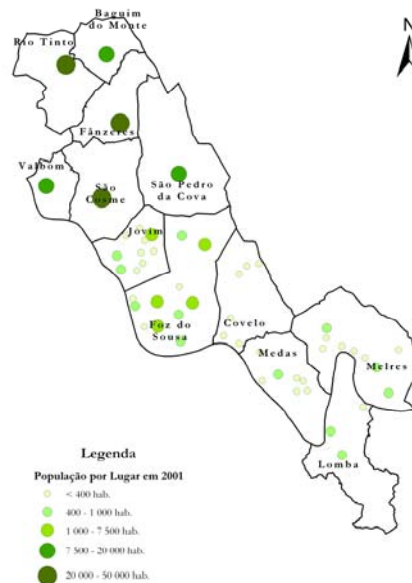 N
Baguim
do Monte
Rio Tinto
Fânzeres
Valbom
São
Cosme
São Pedro
da Cova
Jovim
Foz do
Sousa
Covelo
Medas
Melres
Lomba
Legenda
População por Lugar em 2001
< 400 hab.
400 - 1 000 hab.
1 000 - 7 500 hab.
7 500 - 20 000 hab.
20 000 - 50 000 hab.